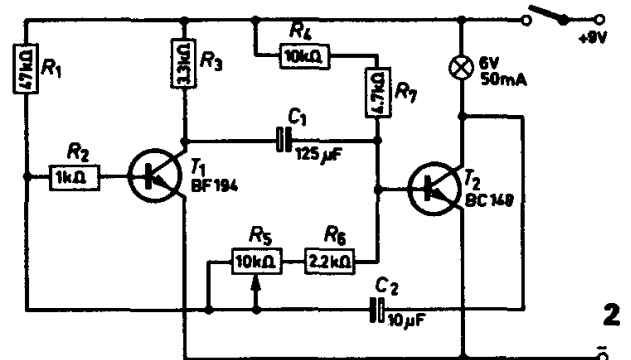 R4
10kΩ
+9V
47kΩ
R1
3.3kΩ
R3
4.7kΩ
R7
6V
50mA
C1
125 µF
R2
1kΩ
T1
BF194
T2
BC 148
R5
10kΩ
R6
2.2kΩ
C2
10µF
2
-